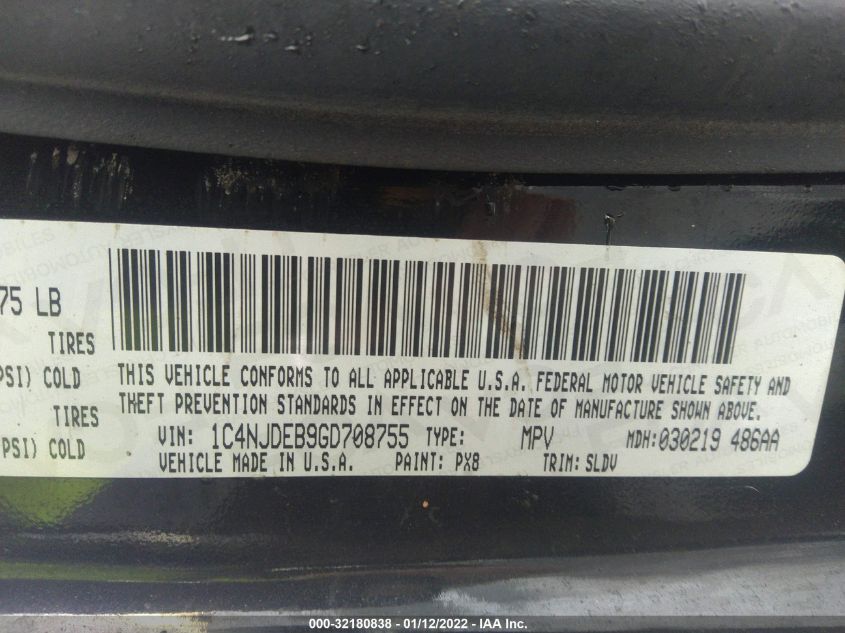 75 LB
TIRES
PSI) COLD
TIRES
PSI) COLD
THIS VEHICLE CONFORMS TO ALL APPLICABLE U.S.A. FEDERAL MOTOR VEHICLE SAFETY AND
THEFT PREVENTION STANDARDS IN EFFECT ON THE DATE OF MANUFACTURE SHOWN ABOVE.
VIN: 1C4NJDEB9GD708755 TYPE: MPV MDH:030219 486AA
VEHICLE MADE IN U.S.A. PAINT: PX8 TRIM: SLDV
000-32180838 - 01/12/2022 - IAA Inc.